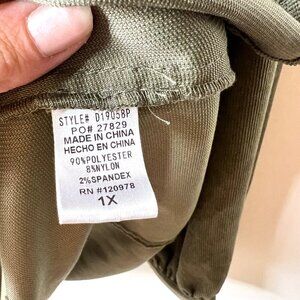 STYLE# D19058P
PO# 27829
MADE IN CHINA
HECHO EN CHINA
90%POLYESTER
8%NYLON
2%SPANDEX
RN #120978
1X